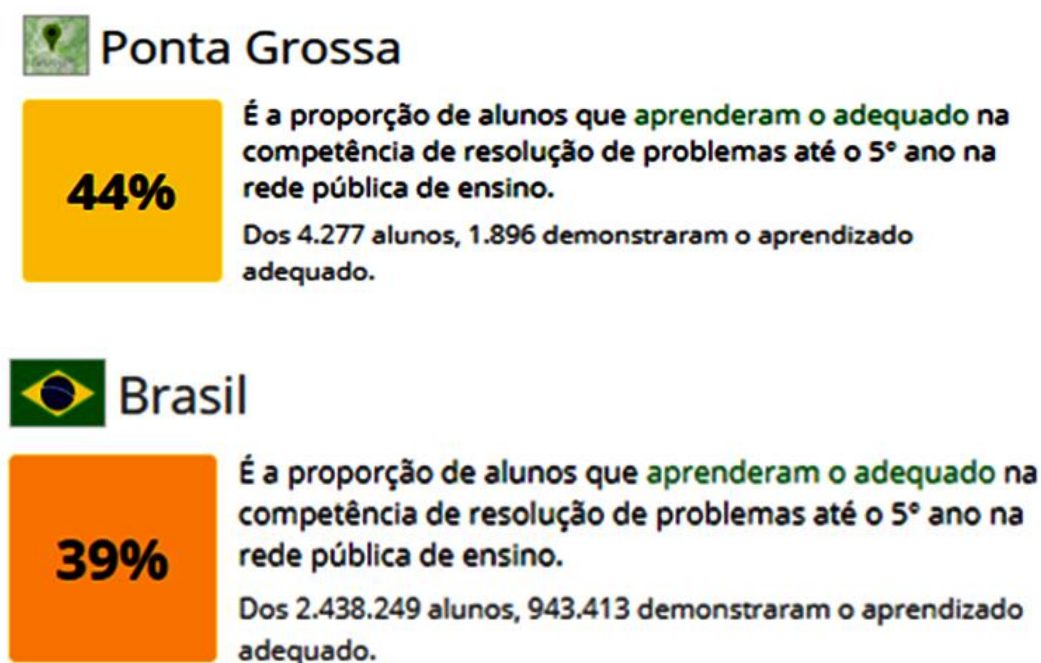 Ponta Grossa
44%
É a proporção de alunos que aprenderam o adequado na
competência de resolução de problemas até o 5º ano na
rede pública de ensino.
Dos 4.277 alunos, 1.896 demonstraram o aprendizado
adequado.
Brasil
39%
É a proporção de alunos que aprenderam o adequado na
competência de resolução de problemas até o 5º ano na
rede pública de ensino.
Dos 2.438.249 alunos, 943.413 demonstraram o aprendizado
adequado.